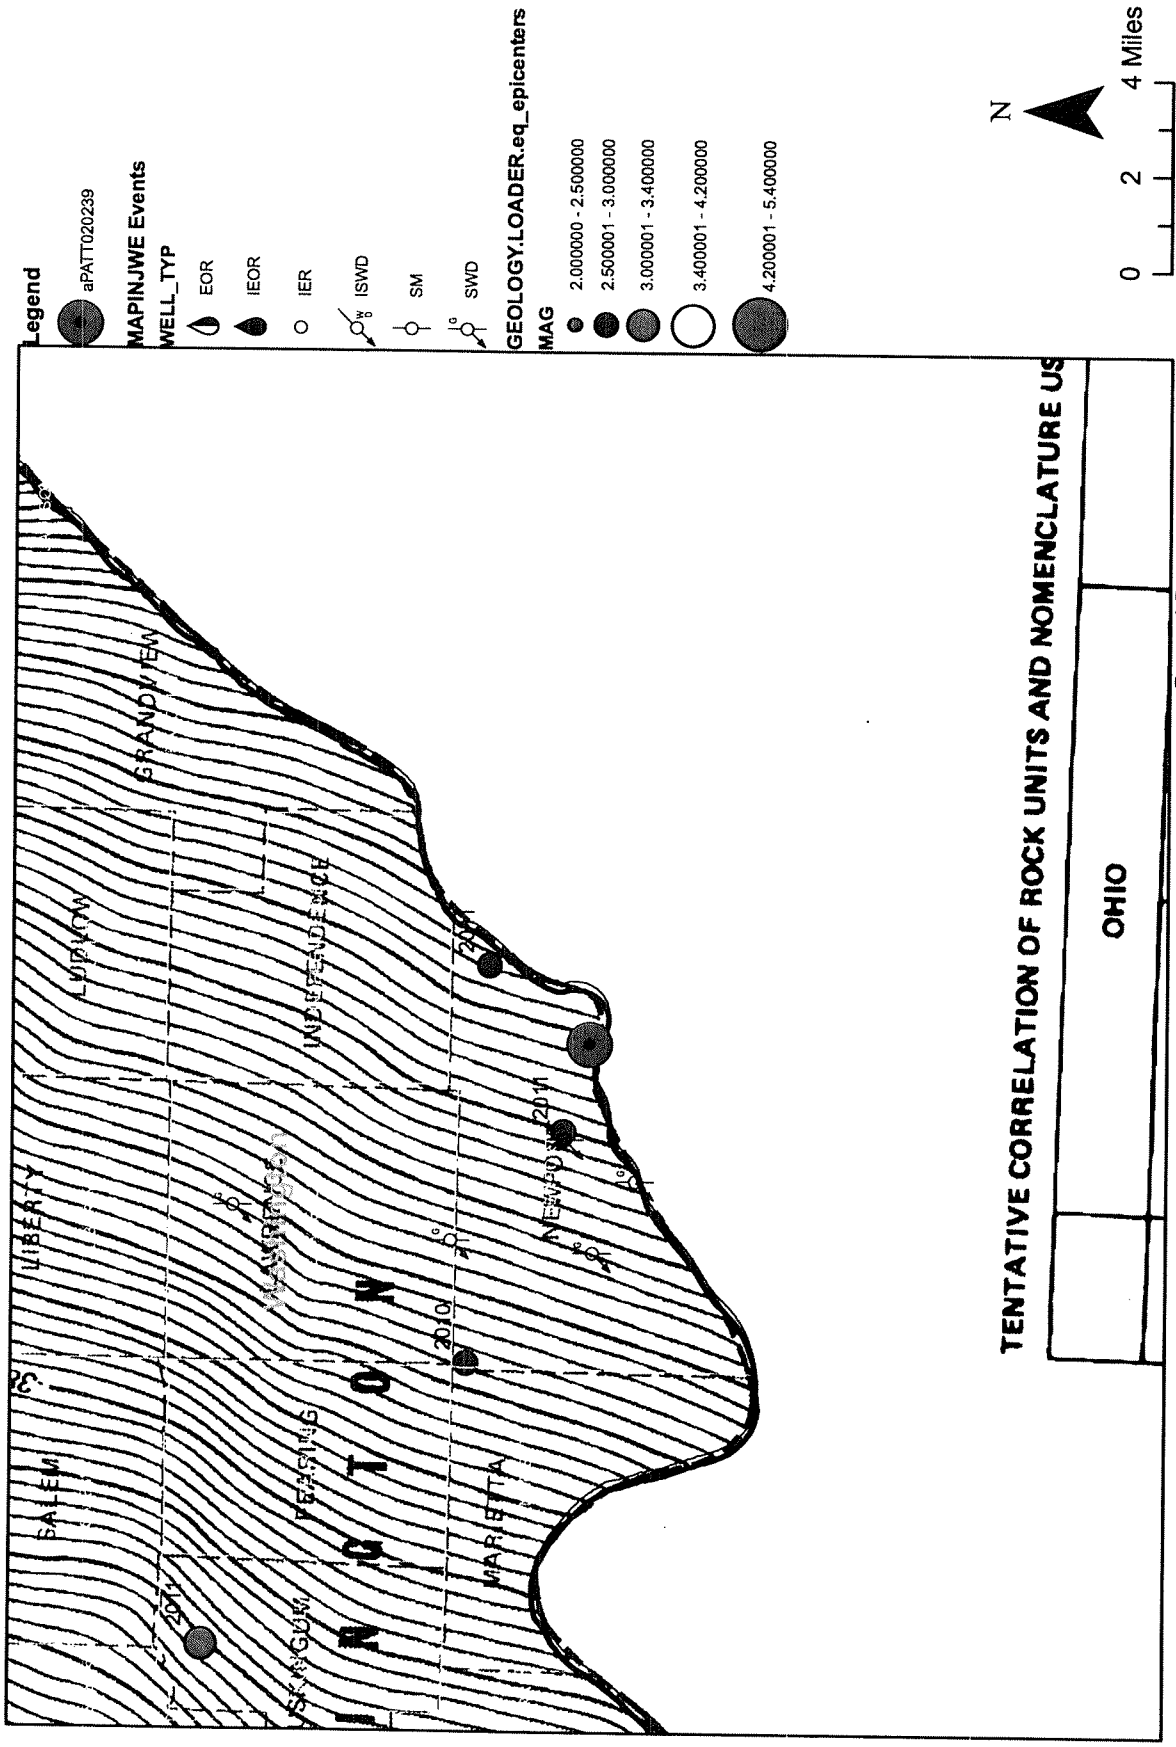 Legend
aPATT020239
MAPINJWE Events
WELL_TYP
EOR
IEOR
IER
ISWD
SM
SWD
GEOLOGY.LOADER.eq_epicenters
MAG
2.000000 - 2.500000
2.500001 - 3.000000
3.000001 - 3.400000
3.400001 - 4.200000
4.200001 - 5.400000
N
0 2 4 Miles
SALEM
LIBERTY
LUDLOW
GRANDVIEW
2011
LAWRENCE
Washington
INDEPENDENCE
FEARING
N G T O N
2010
MARIETTA
NEWPORT
2011
2011
TENTATIVE CORRELATION OF ROCK UNITS AND NOMENCLATURE US
OHIO